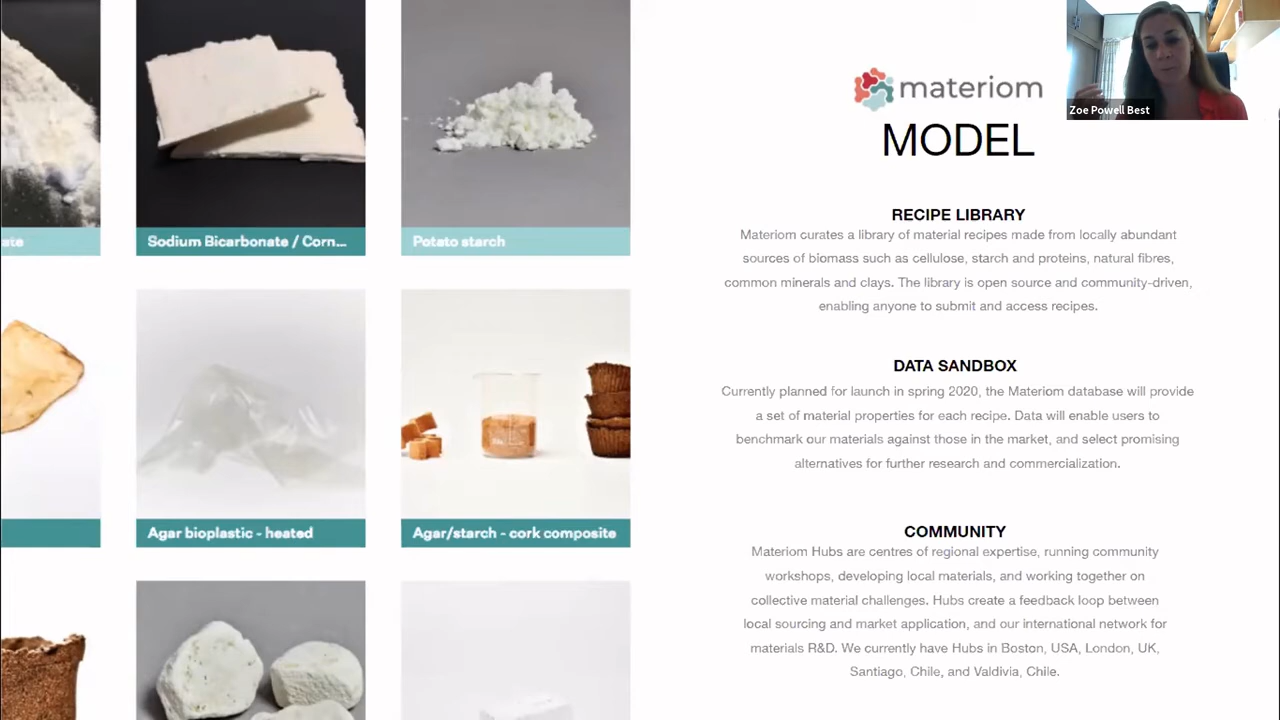 ate
Sodium Bicarbonate / Corn...
Potato starch
Agar bioplastic - heated
Agar/starch - cork composite
materiom
MODEL
Zoe Powell Best
RECIPE LIBRARY
Materiom curates a library of material recipes made from locally abundant
sources of biomass such as cellulose, starch and proteins, natural fibres,
common minerals and clays. The library is open source and community-driven,
enabling anyone to submit and access recipes.
DATA SANDBOX
Currently planned for launch in spring 2020, the Materiom database will provide
a set of material properties for each recipe. Data will enable users to
benchmark our materials against those in the market, and select promising
alternatives for further research and commercialization.
COMMUNITY
Materiom Hubs are centres of regional expertise, running community
workshops, developing local materials, and working together on
collective material challenges. Hubs create a feedback loop between
local sourcing and market application, and our international network for
materials R&D. We currently have Hubs in Boston, USA, London, UK,
Santiago, Chile, and Valdivia, Chile.